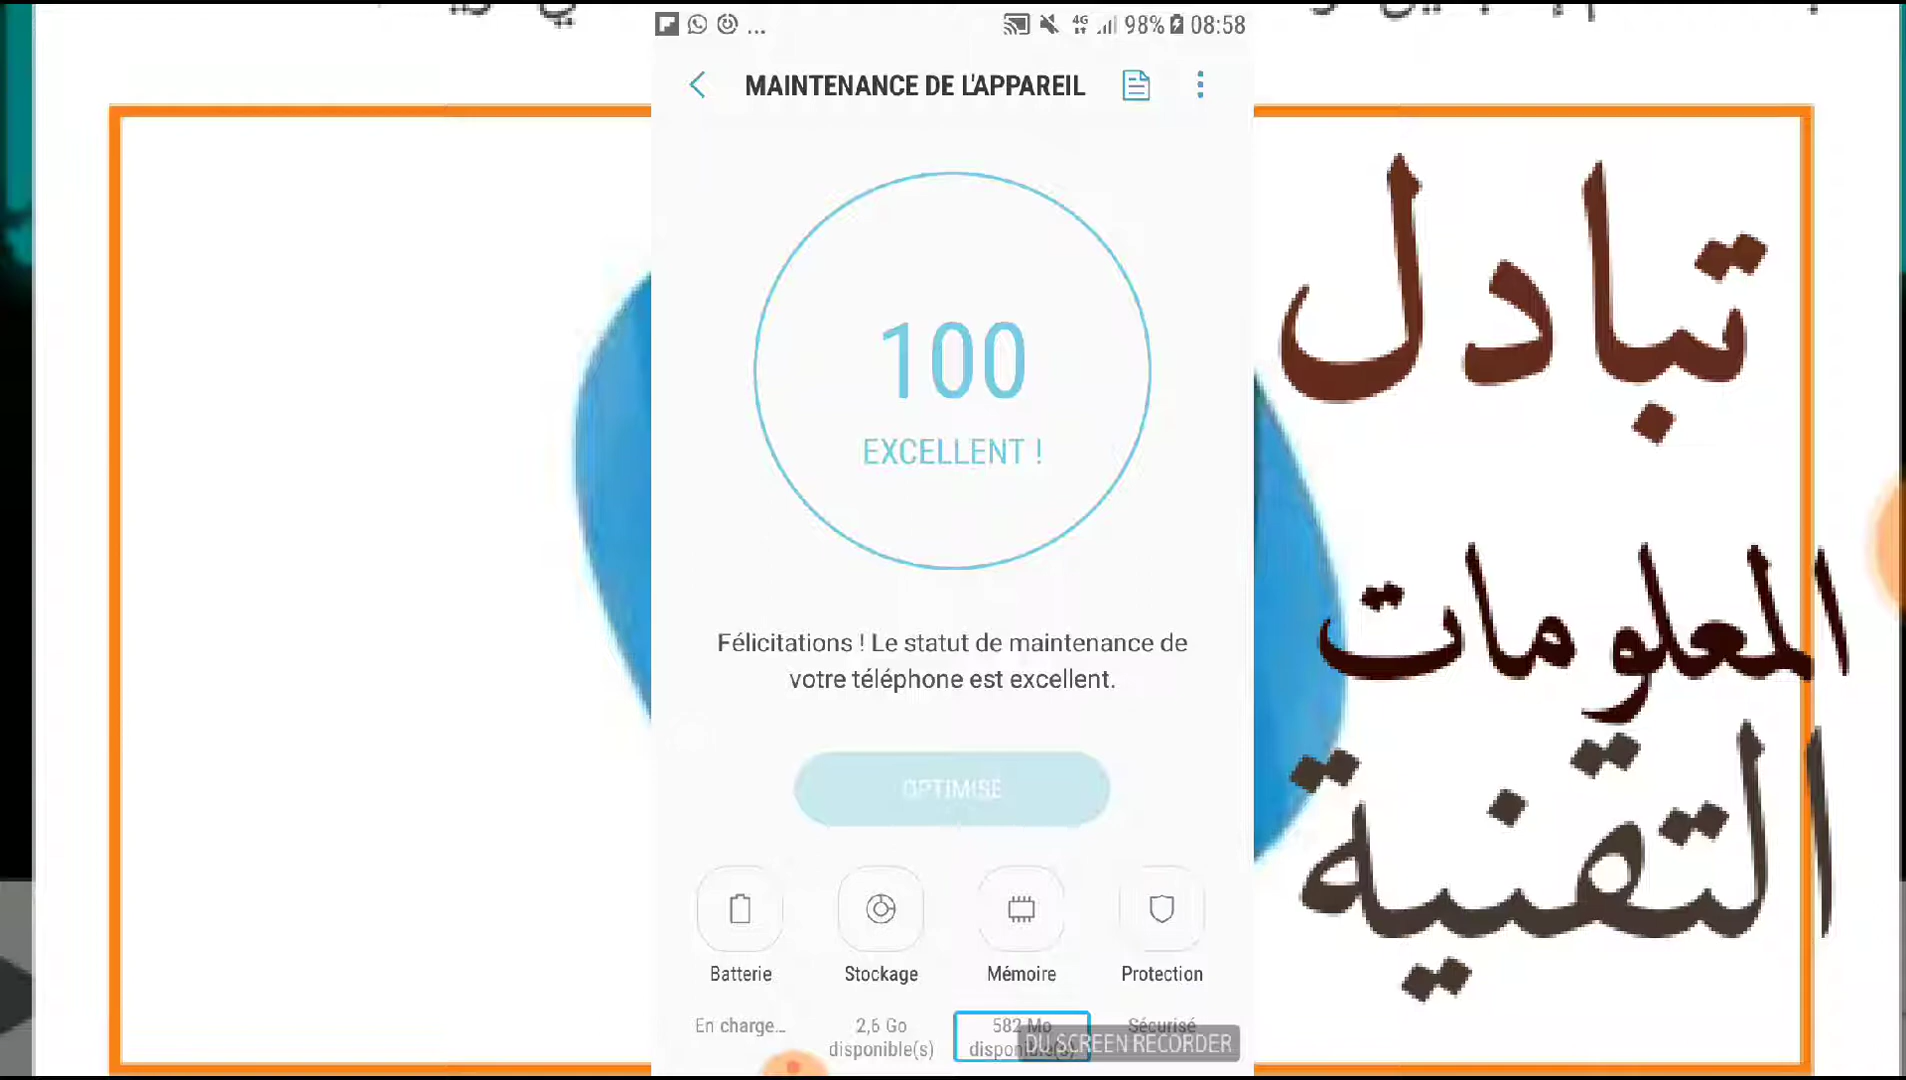 ... 98% 08:58
MAINTENANCE DE L'APPAREIL
100
EXCELLENT !
Félicitations ! Le statut de maintenance de
votre téléphone est excellent.
OPTIMISE
Batterie Stockage Mémoire Protection
En charge... 2,6 Go 582 Mo Sécurisé
disponible(s) disponible(s)
DU SCREEN RECORDER
تبادل
المعلومات
التقنية